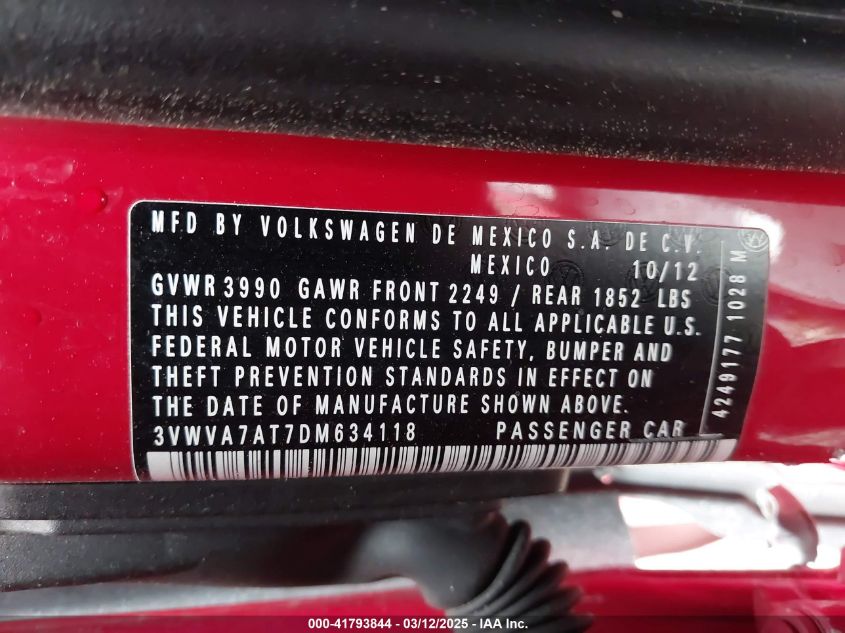 MFD BY VOLKSWAGEN DE MEXICO S.A. DE C.V.
MEXICO 10/12
GVWR 3990 GAWR FRONT 2249 / REAR 1852 LBS
THIS VEHICLE CONFORMS TO ALL APPLICABLE U.S.
FEDERAL MOTOR VEHICLE SAFETY, BUMPER AND
THEFT PREVENTION STANDARDS IN EFFECT ON
THE DATE OF MANUFACTURE SHOWN ABOVE.
3VWVA7AT7DM634118 PASSENGER CAR
4249177 1028 M
000-41793844 - 03/12/2025 - IAA Inc.